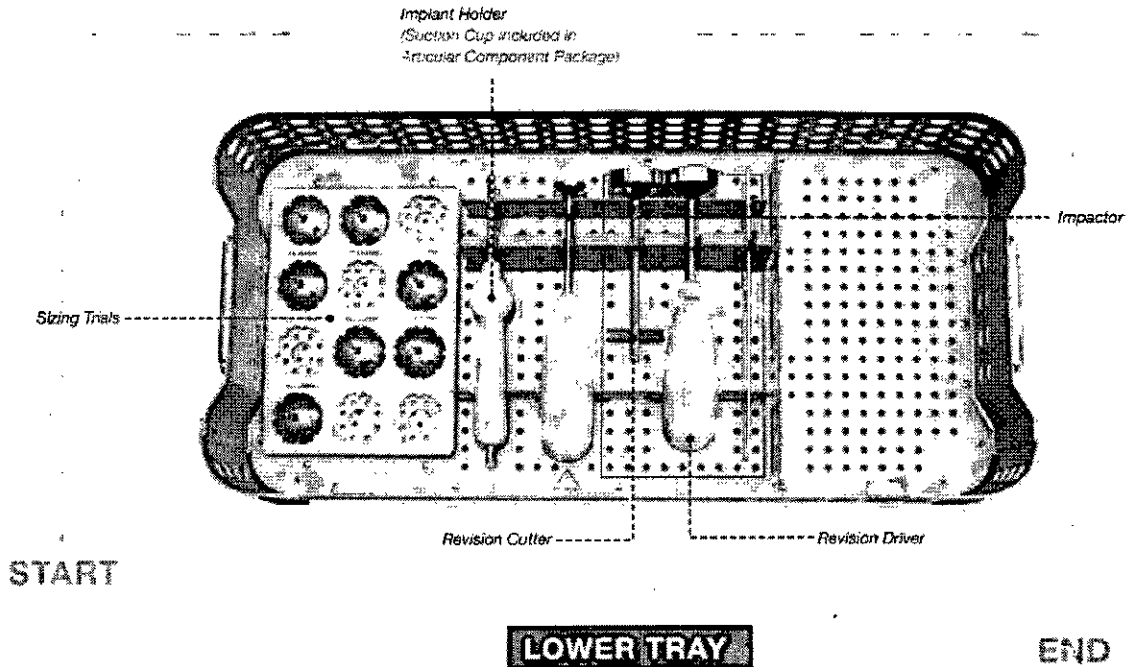 Implant Holder
(Suction Cup included in
Articular Component Package)
Impactor
Sizing Trials
Revision Cutter
Revision Driver
START
LOWER TRAY
END